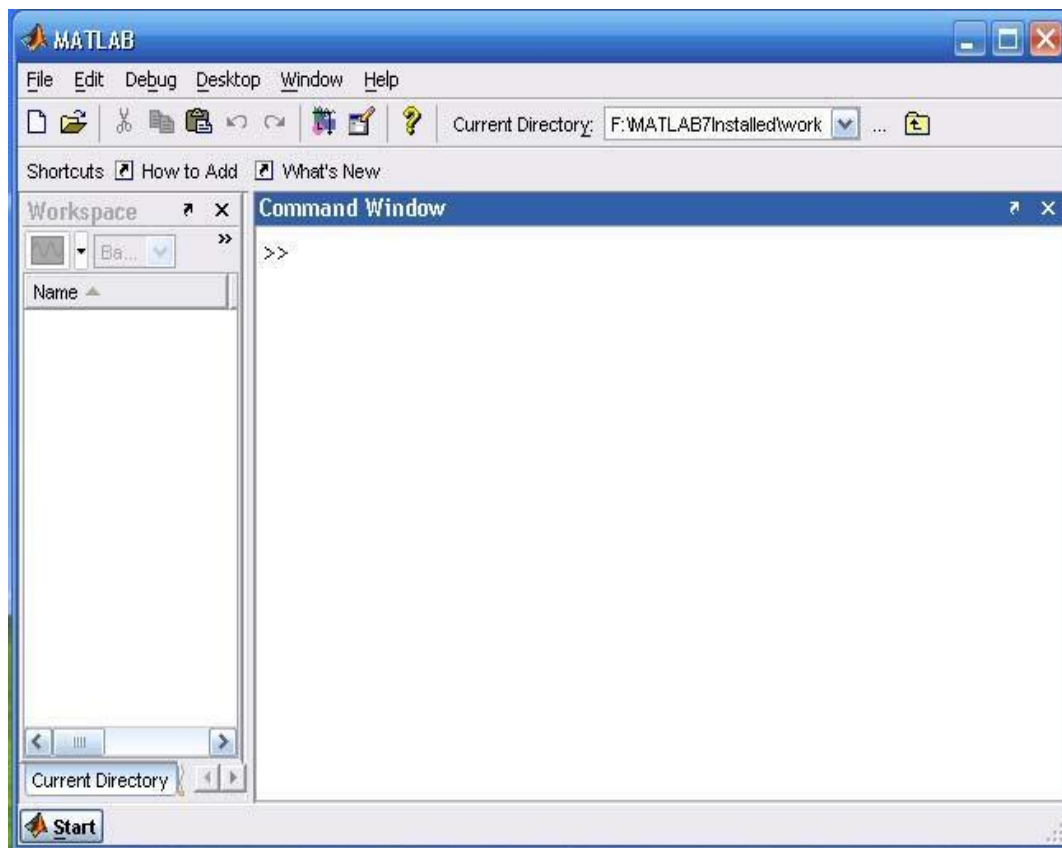 MATLAB
File Edit Debug Desktop Window Help
Current Directory: F:\MATLAB7Installed\work ...
Shortcuts How to Add What's New
Workspace
Command Window
Ba...
>>
Name
Current Directory
Start